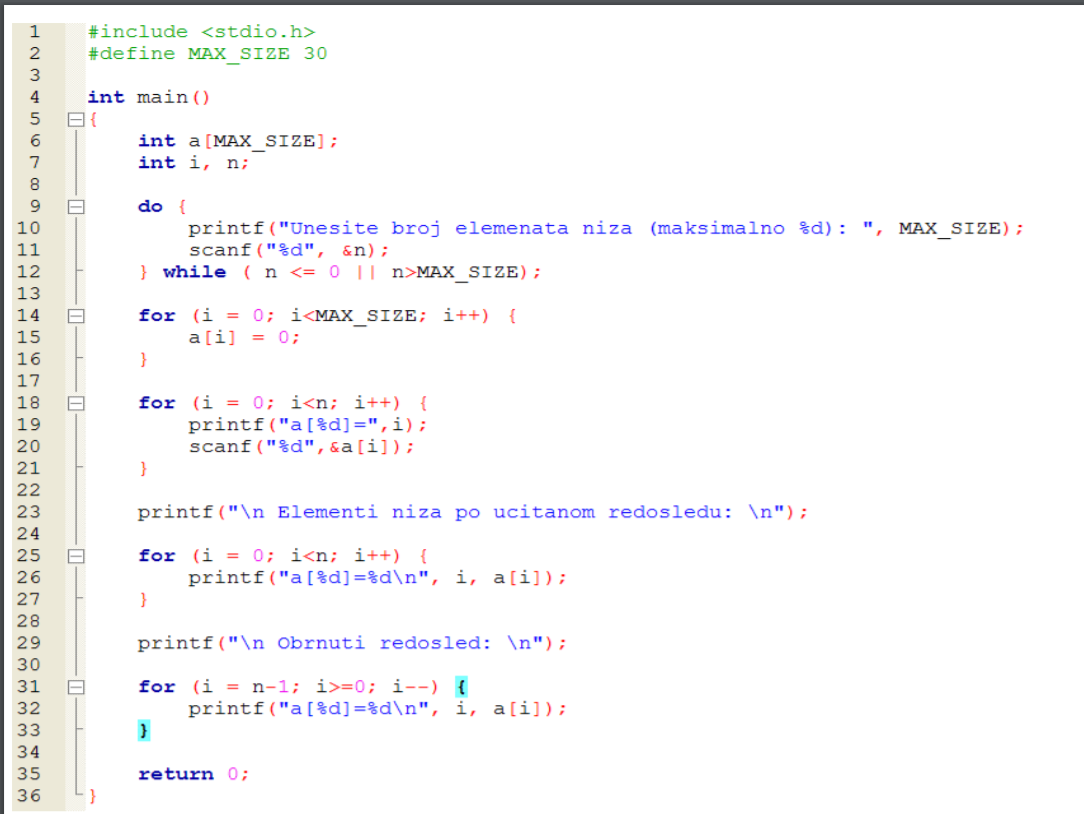 1 #include <stdio.h>
2 #define MAX_SIZE 30
3
4 int main()
5 {
6 int a[MAX_SIZE];
7 int i, n;
8
9 do {
10 printf("Unesite broj elemenata niza (maksimalno %d): ", MAX_SIZE);
11 scanf("%d", &n);
12 } while ( n <= 0 || n>MAX_SIZE);
13
14 for (i = 0; i<MAX_SIZE; i++) {
15 a[i] = 0;
16 }
17
18 for (i = 0; i<n; i++) {
19 printf("a[%d]=",i);
20 scanf("%d",&a[i]);
21 }
22
23 printf("\n Elementi niza po ucitanom redosledu: \n");
24
25 for (i = 0; i<n; i++) {
26 printf("a[%d]=%d\n", i, a[i]);
27 }
28
29 printf("\n Obrnuti redosled: \n");
30
31 for (i = n-1; i>=0; i--) {
32 printf("a[%d]=%d\n", i, a[i]);
33 }
34
35 return 0;
36 }